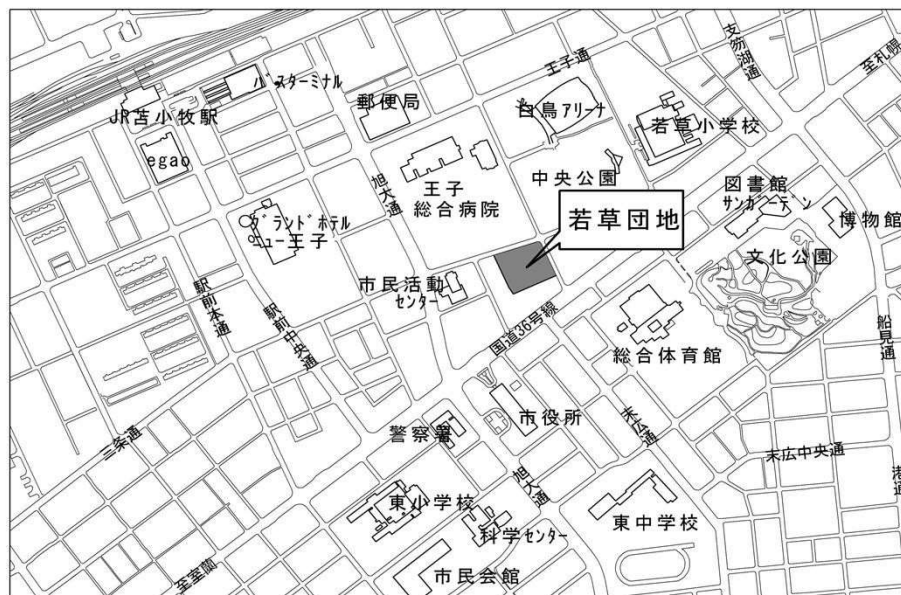 支笏湖通
至札幌
王子通
バスターミナル
郵便局
白鳥アリーナ
JR苫小牧駅
若草小学校
egao
旭大通
王子
総合病院
中央公園
図書館
サンガーデン
博物館
グランドホテル
ニュー王子
若草団地
文化公園
市民活動
センター
駅前本通
駅前中央通
国道36号線
総合体育館
船見通
三条通
警察署
市役所
末広通
末広中央通
旭大通
港通
東小学校
科学センター
東中学校
至室蘭
市民会館